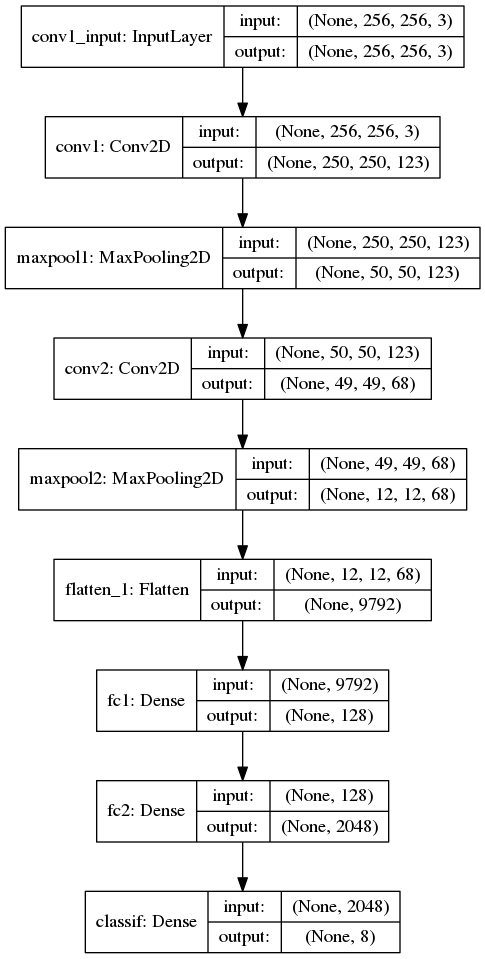 conv1_input: InputLayer
input: (None, 256, 256, 3)
output: (None, 256, 256, 3)
conv1: Conv2D
input: (None, 256, 256, 3)
output: (None, 250, 250, 123)
maxpool1: MaxPooling2D
input: (None, 250, 250, 123)
output: (None, 50, 50, 123)
conv2: Conv2D
input: (None, 50, 50, 123)
output: (None, 49, 49, 68)
maxpool2: MaxPooling2D
input: (None, 49, 49, 68)
output: (None, 12, 12, 68)
flatten_1: Flatten
input: (None, 12, 12, 68)
output: (None, 9792)
fc1: Dense
input: (None, 9792)
output: (None, 128)
fc2: Dense
input: (None, 128)
output: (None, 2048)
classif: Dense
input: (None, 2048)
output: (None, 8)